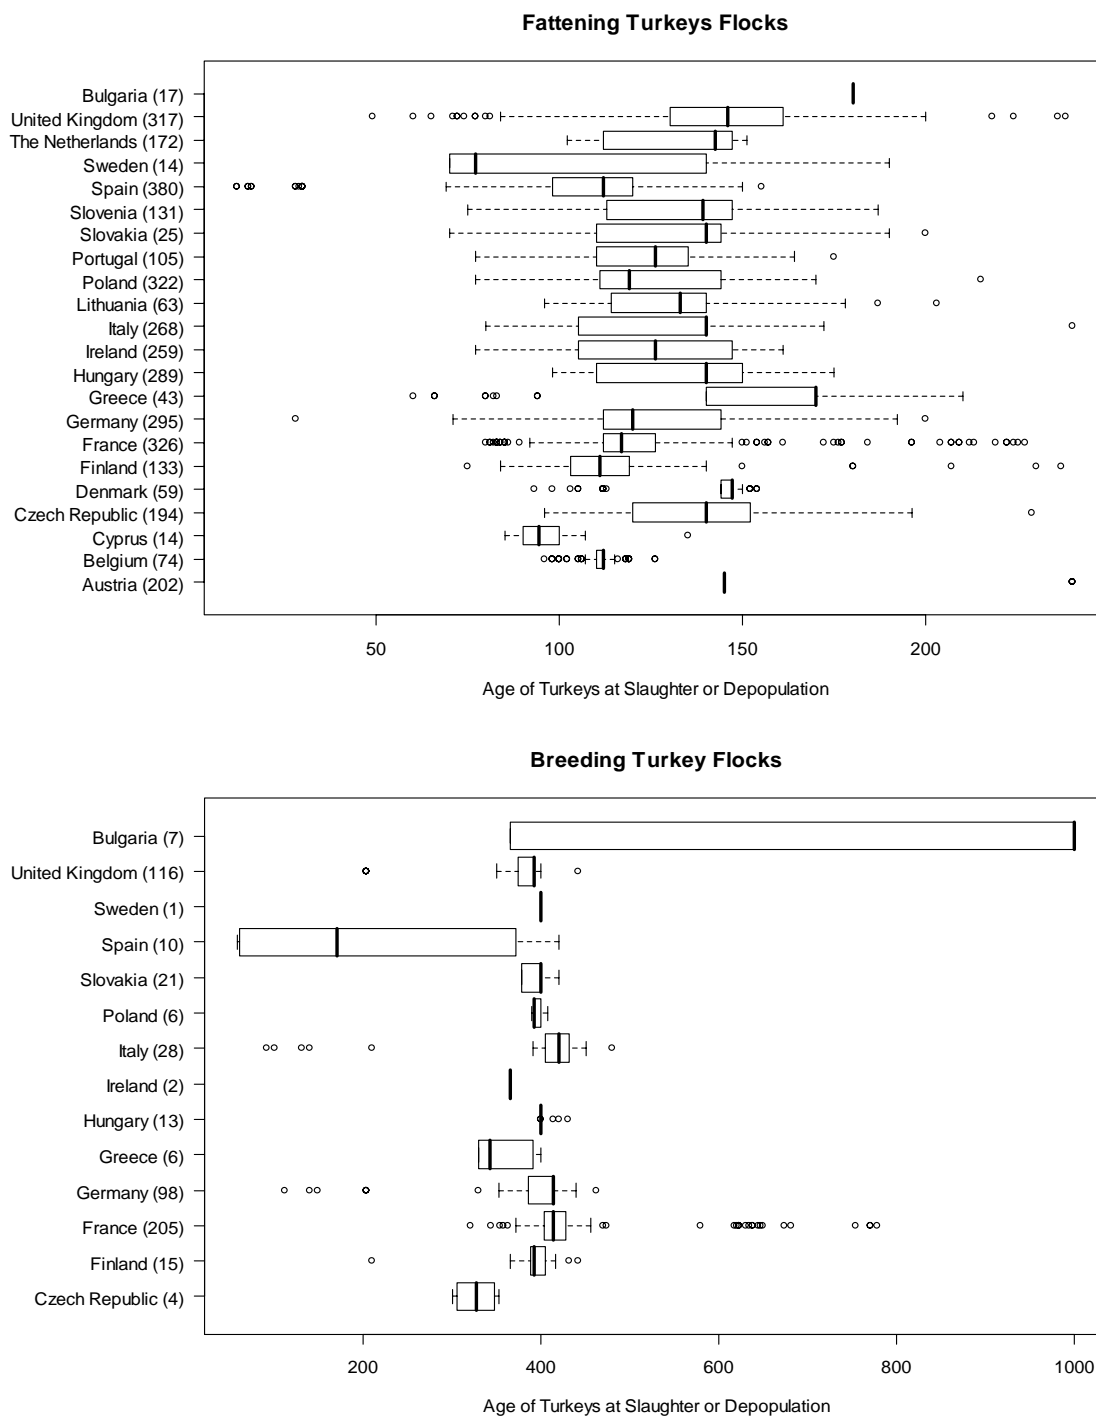 Fattening Turkeys Flocks
Bulgaria (17)
United Kingdom (317)
The Netherlands (172)
Sweden (14)
Spain (380)
Slovenia (131)
Slovakia (25)
Portugal (105)
Poland (322)
Lithuania (63)
Italy (268)
Ireland (259)
Hungary (289)
Greece (43)
Germany (295)
France (326)
Finland (133)
Denmark (59)
Czech Republic (194)
Cyprus (14)
Belgium (74)
Austria (202)
50 100 150 200
Age of Turkeys at Slaughter or Depopulation
Breeding Turkey Flocks
Bulgaria (7)
United Kingdom (116)
Sweden (1)
Spain (10)
Slovakia (21)
Poland (6)
Italy (28)
Ireland (2)
Hungary (13)
Greece (6)
Germany (98)
France (205)
Finland (15)
Czech Republic (4)
200 400 600 800 1000
Age of Turkeys at Slaughter or Depopulation